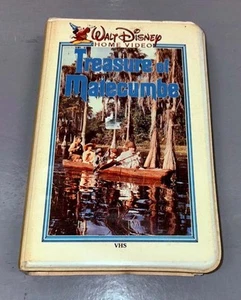 Walt Disney
HOME VIDEO
Treasure of
Matecumbe
VHS